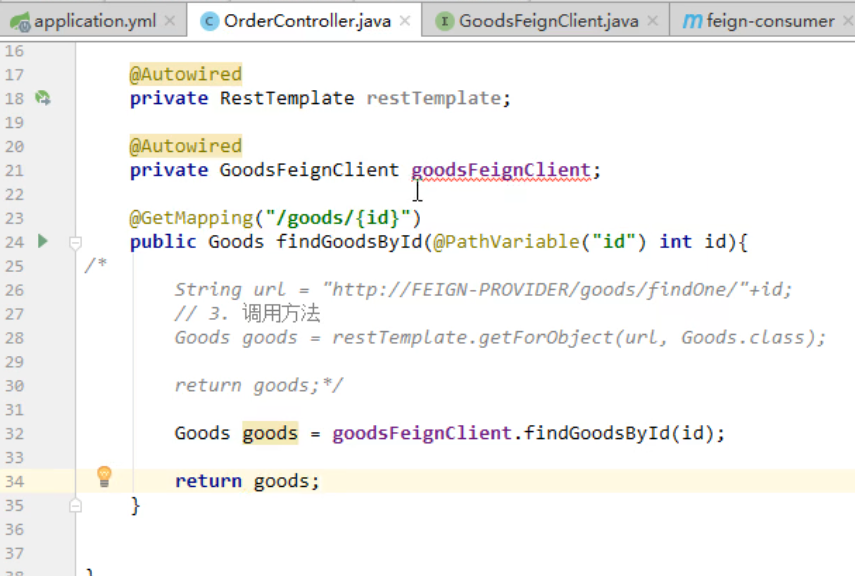 application.yml OrderController.java GoodsFeignClient.java feign-consumer
16
17 @Autowired
18 private RestTemplate restTemplate;
19
20 @Autowired
21 private GoodsFeignClient goodsFeignClient;
22
23 @GetMapping("/goods/{id}")
24 public Goods findGoodsById(@PathVariable("id") int id){
25 /*
26 String url = "http://FEIGN-PROVIDER/goods/findOne/"+id;
27 // 3. 调用方法
28 Goods goods = restTemplate.getForObject(url, Goods.class);
29
30 return goods;*/
31
32 Goods goods = goodsFeignClient.findGoodsById(id);
33
34 return goods;
35 }
36
37
38 }